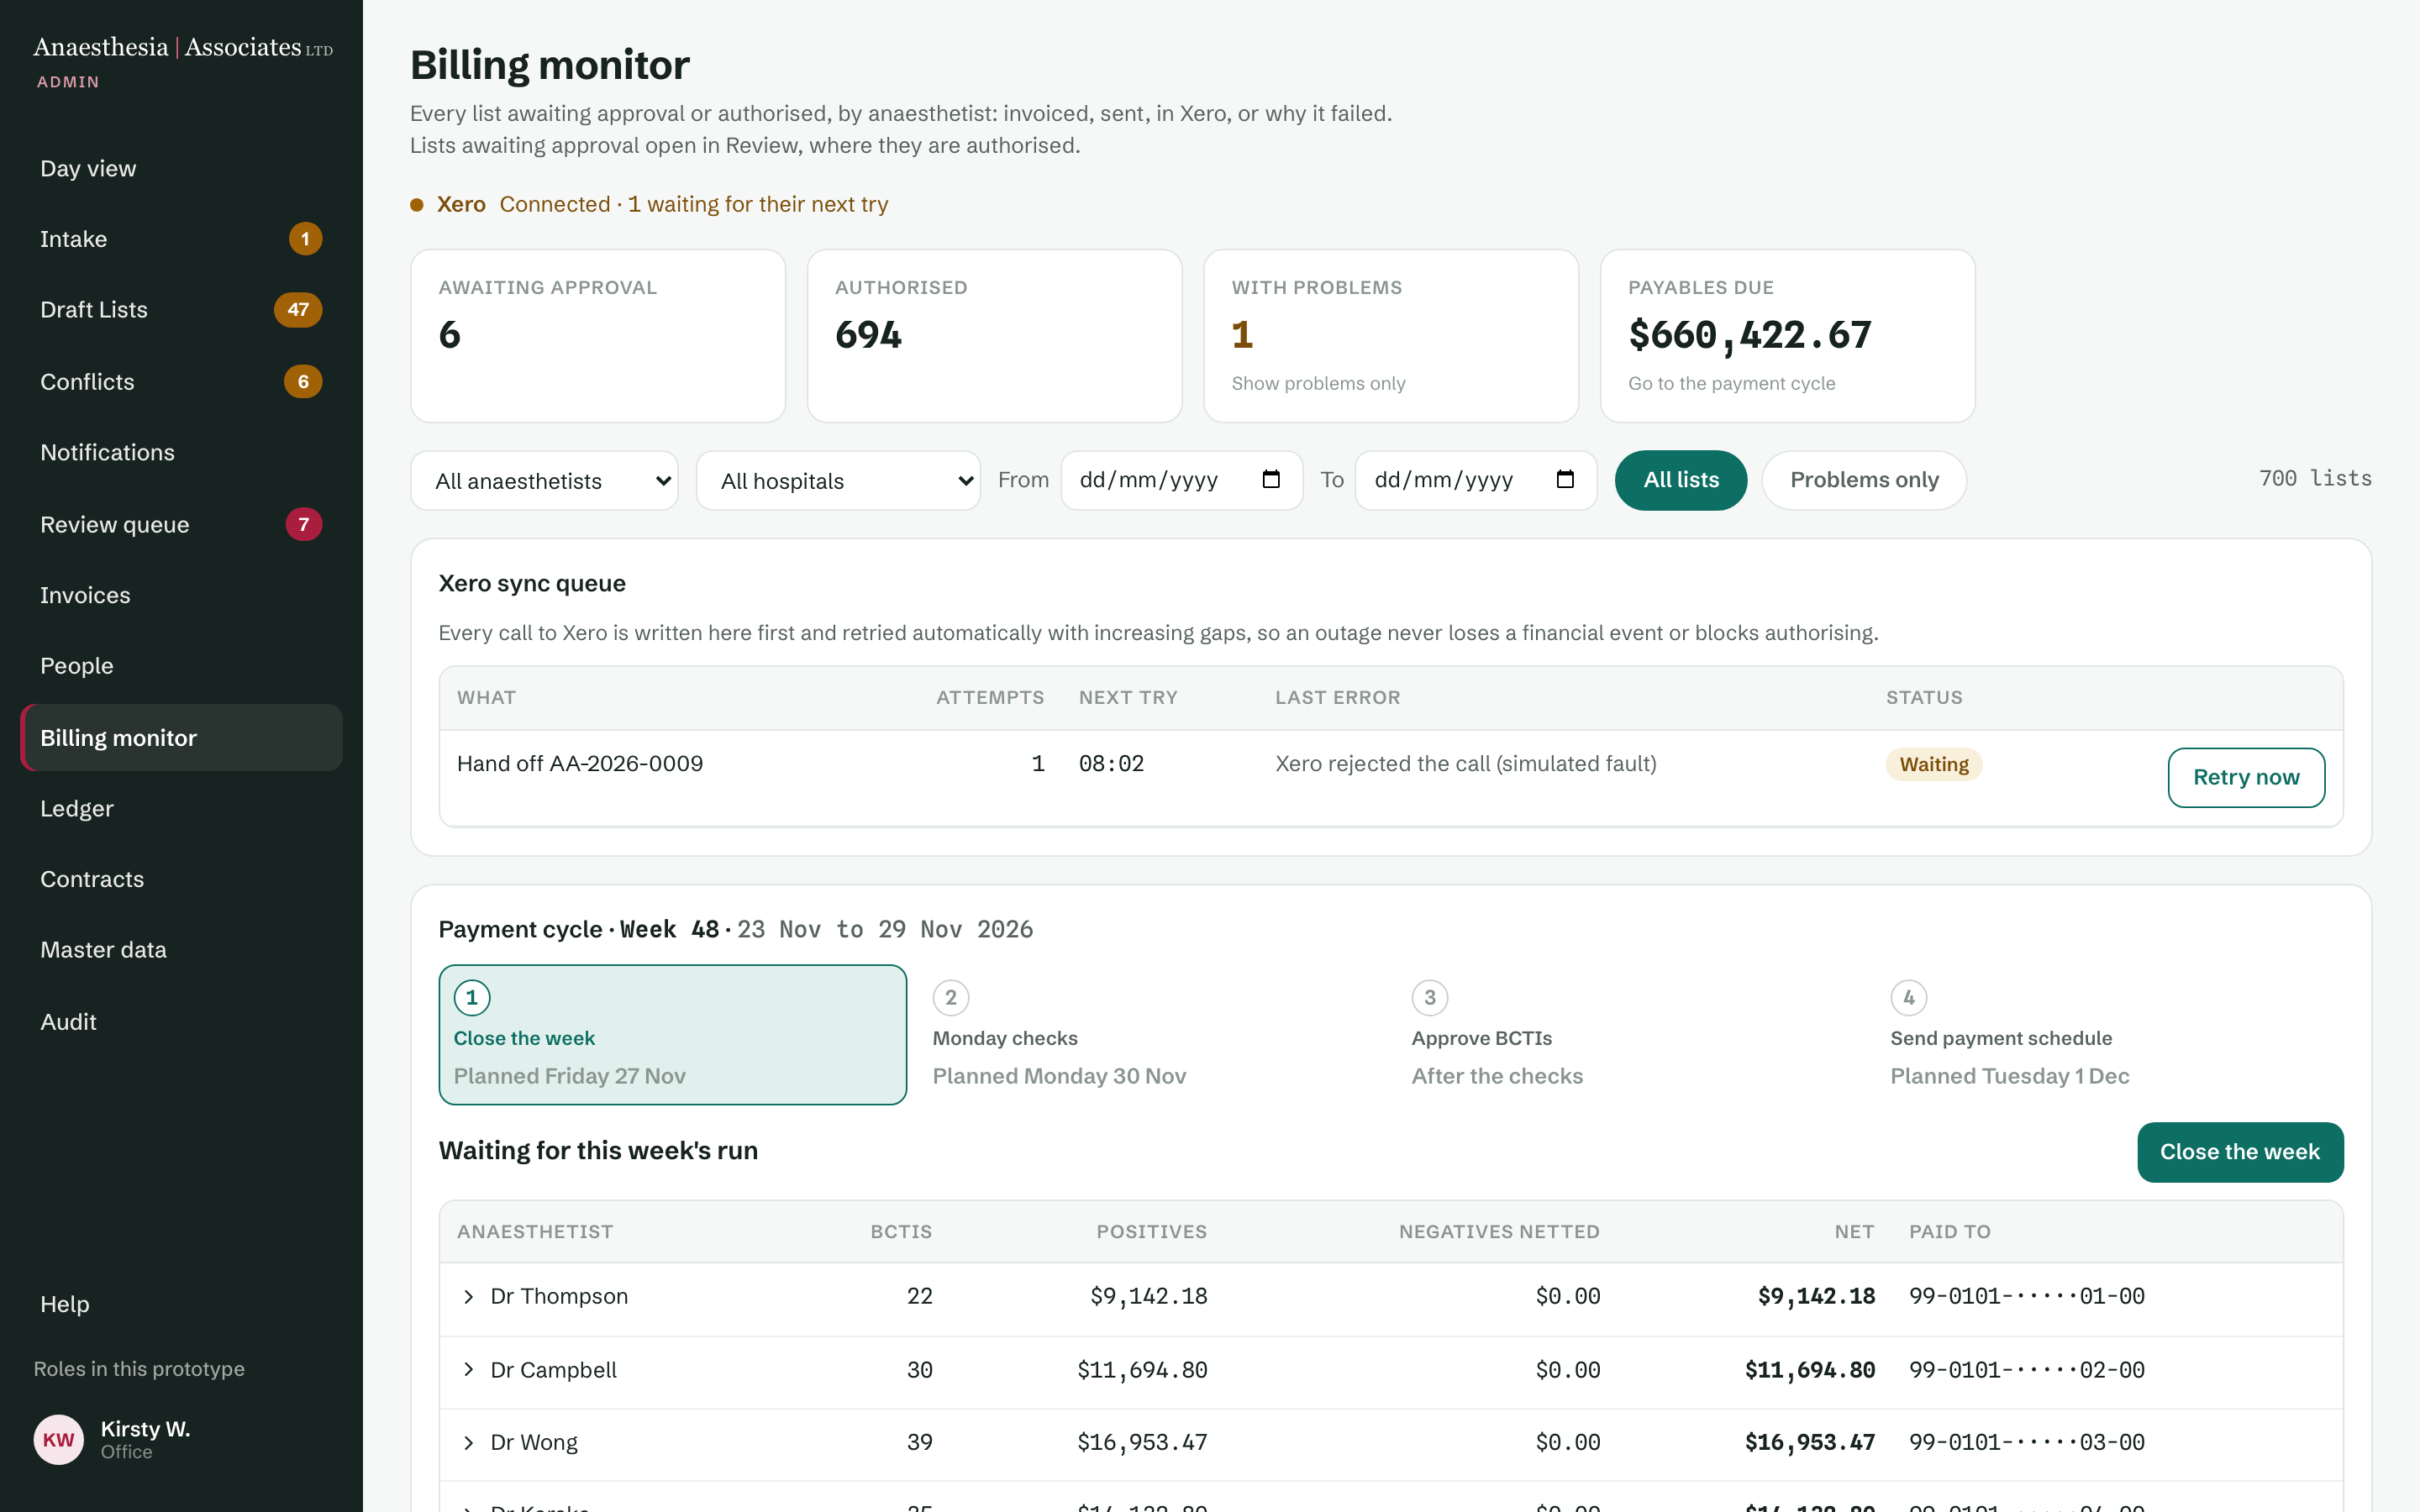 Anaesthesia | Associates LTD
ADMIN
Day view
Intake 1
Draft Lists 47
Conflicts 6
Notifications
Review queue 7
Invoices
People
Billing monitor
Ledger
Contracts
Master data
Audit
Help
Roles in this prototype
KW
Kirsty W.
Office
Billing monitor
Every list awaiting approval or authorised, by anaesthetist: invoiced, sent, in Xero, or why it failed.
Lists awaiting approval open in Review, where they are authorised.
Xero Connected · 1 waiting for their next try
AWAITING APPROVAL
6
AUTHORISED
694
WITH PROBLEMS
1
Show problems only
PAYABLES DUE
$660,422.67
Go to the payment cycle
All anaesthetists All hospitals From dd/mm/yyyy To dd/mm/yyyy All lists Problems only 700 lists
Xero sync queue
Every call to Xero is written here first and retried automatically with increasing gaps, so an outage never loses a financial event or blocks authorising.
WHAT ATTEMPTS NEXT TRY LAST ERROR STATUS
Hand off AA-2026-0009 1 08:02 Xero rejected the call (simulated fault) Waiting Retry now
Payment cycle · Week 48 · 23 Nov to 29 Nov 2026
1
Close the week
Planned Friday 27 Nov
2
Monday checks
Planned Monday 30 Nov
3
Approve BCTIs
After the checks
4
Send payment schedule
Planned Tuesday 1 Dec
Waiting for this week's run Close the week
ANAESTHETIST BCTIS POSITIVES NEGATIVES NETTED NET PAID TO
Dr Thompson 22 $9,142.18 $0.00 $9,142.18 99-0101-·····01-00
Dr Campbell 30 $11,694.80 $0.00 $11,694.80 99-0101-·····02-00
Dr Wong 39 $16,953.47 $0.00 $16,953.47 99-0101-·····03-00